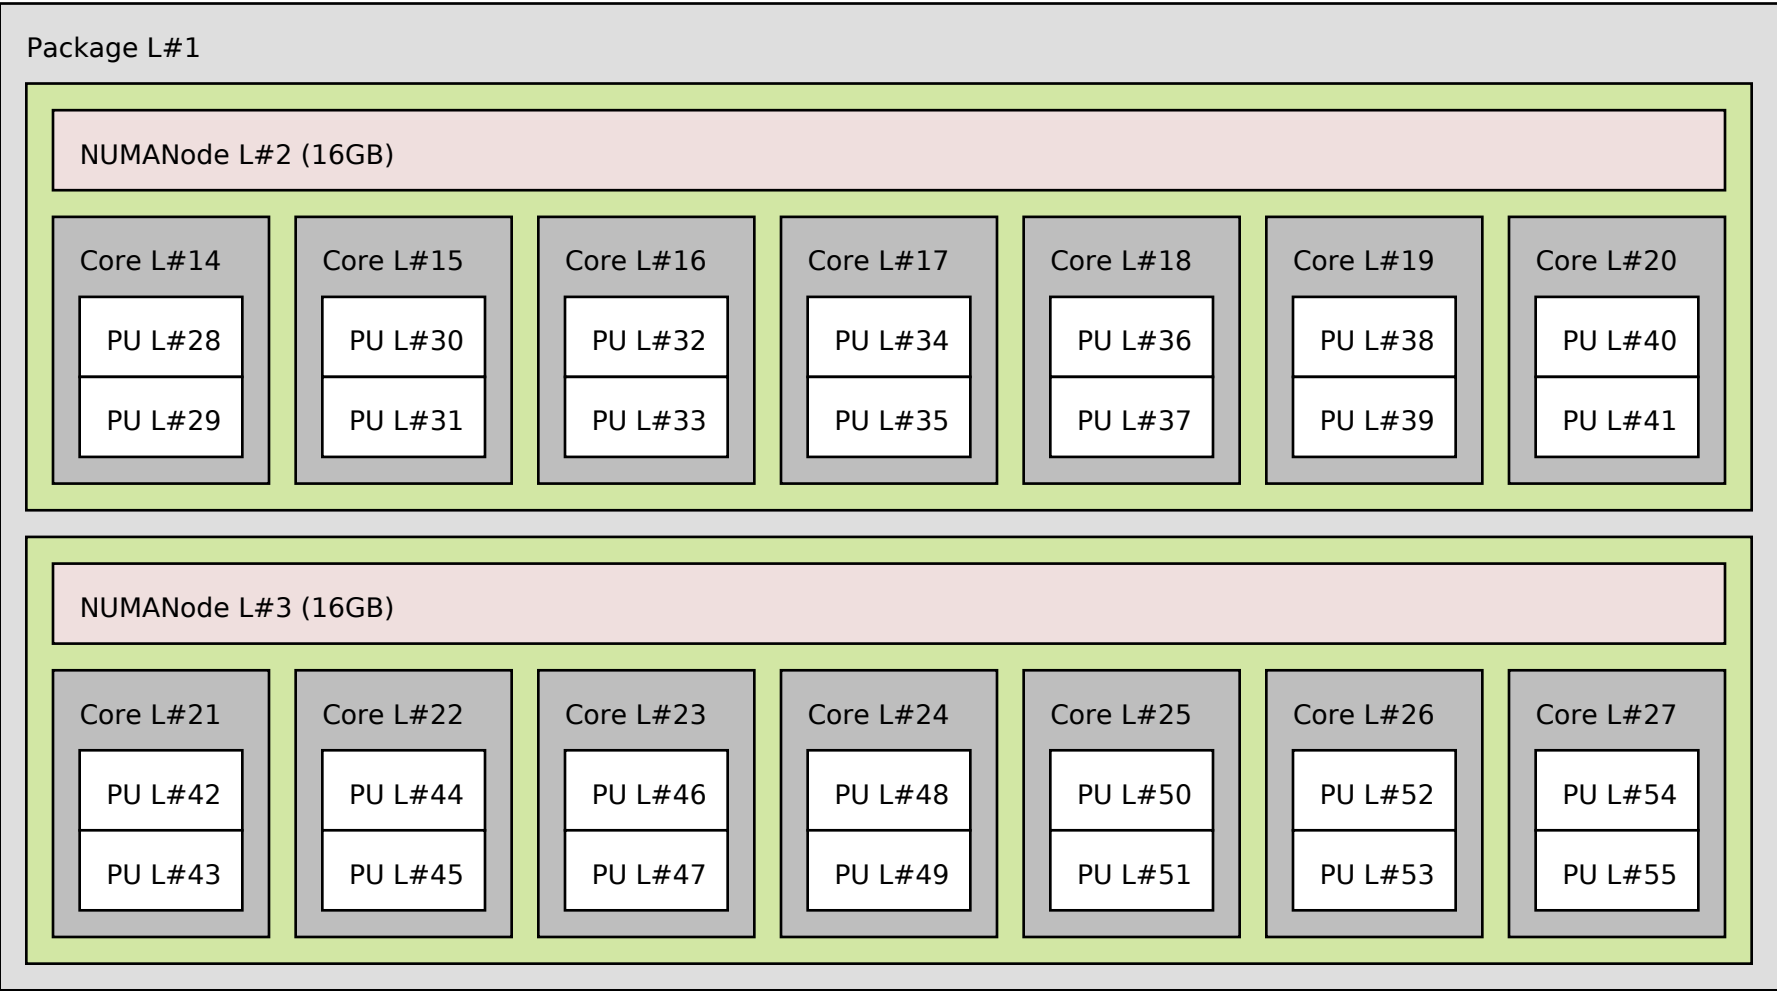 Package L#1
NUMANode L#2 (16GB)
Core L#14 Core L#15 Core L#16 Core L#17 Core L#18 Core L#19 Core L#20
PU L#28 PU L#30 PU L#32 PU L#34 PU L#36 PU L#38 PU L#40
PU L#29 PU L#31 PU L#33 PU L#35 PU L#37 PU L#39 PU L#41
NUMANode L#3 (16GB)
Core L#21 Core L#22 Core L#23 Core L#24 Core L#25 Core L#26 Core L#27
PU L#42 PU L#44 PU L#46 PU L#48 PU L#50 PU L#52 PU L#54
PU L#43 PU L#45 PU L#47 PU L#49 PU L#51 PU L#53 PU L#55